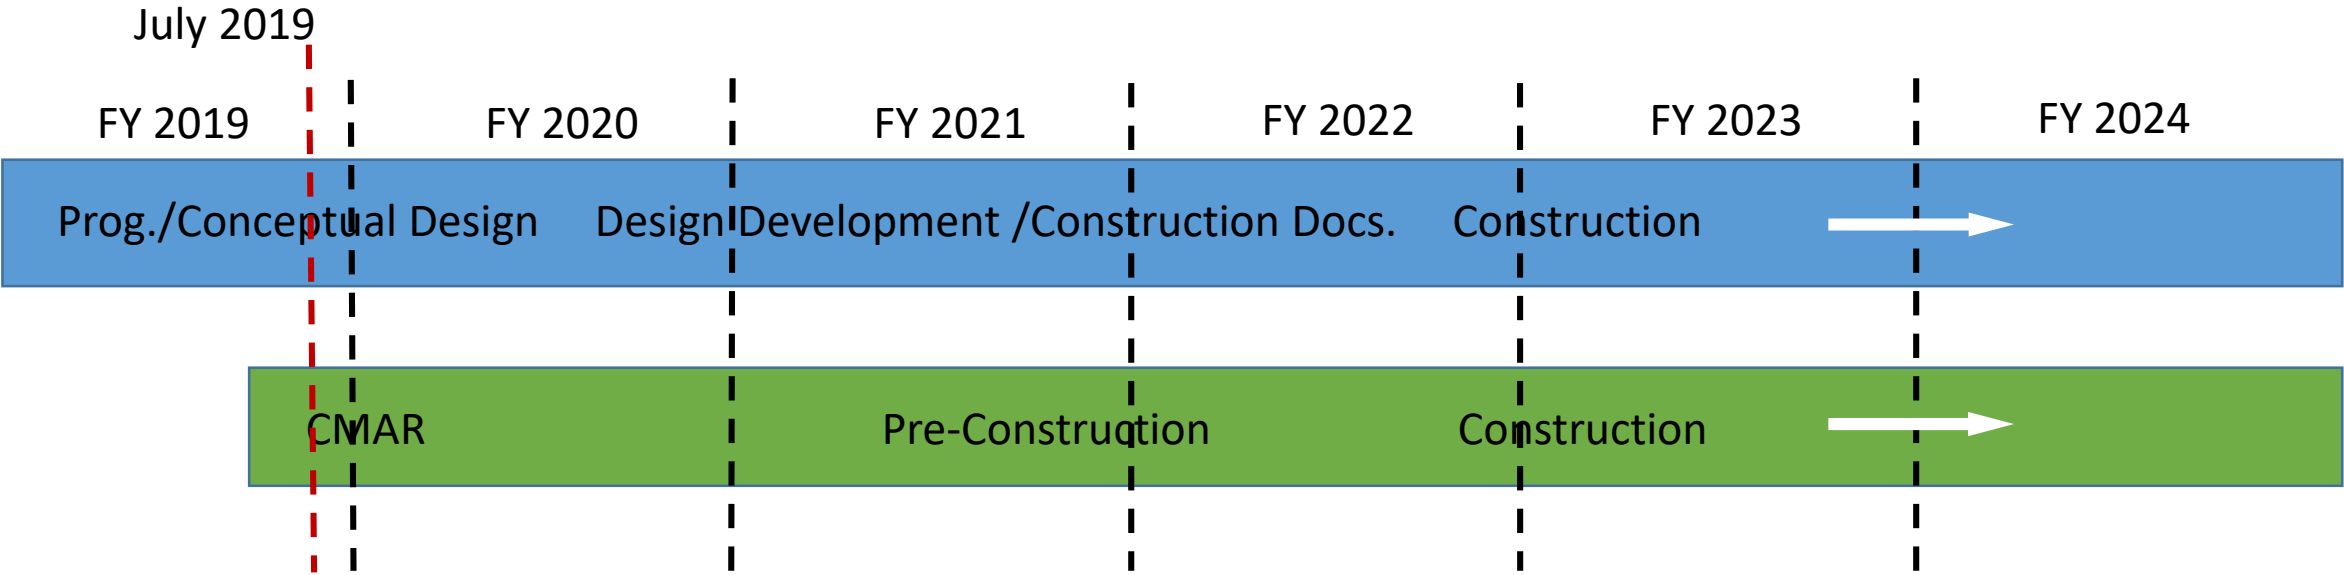 July 2019
FY 2019 FY 2020 FY 2021 FY 2022 FY 2023 FY 2024
Prog./Conceptual Design Design Development /Construction Docs. Construction
CMAR Pre-Construction Construction